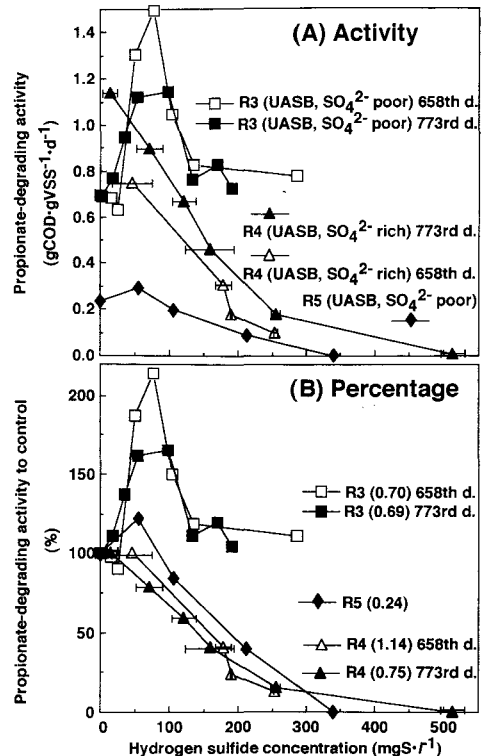 (A) Activity
Propionate-degrading activity
(gCOD·gVSS⁻¹·d⁻¹)
1.4
1.2
1.0
0.8
0.6
0.4
0.2
0.0
R3 (UASB, SO₄²⁻ poor) 658th d.
R3 (UASB, SO₄²⁻ poor) 773rd d.
R4 (UASB, SO₄²⁻ rich) 773rd d.
R4 (UASB, SO₄²⁻ rich) 658th d.
R5 (UASB, SO₄²⁻ poor)
(B) Percentage
Propionate-degrading activity to control
(%)
200
150
100
50
0
R3 (0.70) 658th d.
R3 (0.69) 773rd d.
R5 (0.24)
R4 (1.14) 658th d.
R4 (0.75) 773rd d.
0 100 200 300 400 500
Hydrogen sulfide concentration (mgS·l⁻¹)